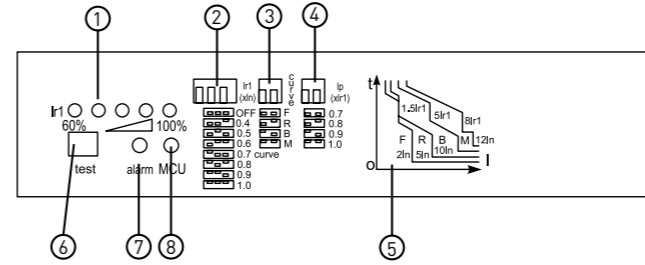 ① ② ③ ④
Ir1
60% 100%
test alarm MCU
Ir1
(xIn)
OFF
0.4
0.5
0.6
0.7
0.8
0.9
1.0
curve
F
R
B
M
curve
Ip
(xIr1)
0.7
0.8
0.9
1.0
t
1.5Ir1 5Ir1 8Ir1
F R B M 12In
2In 5In 10In I
o
⑤
⑥ ⑦ ⑧